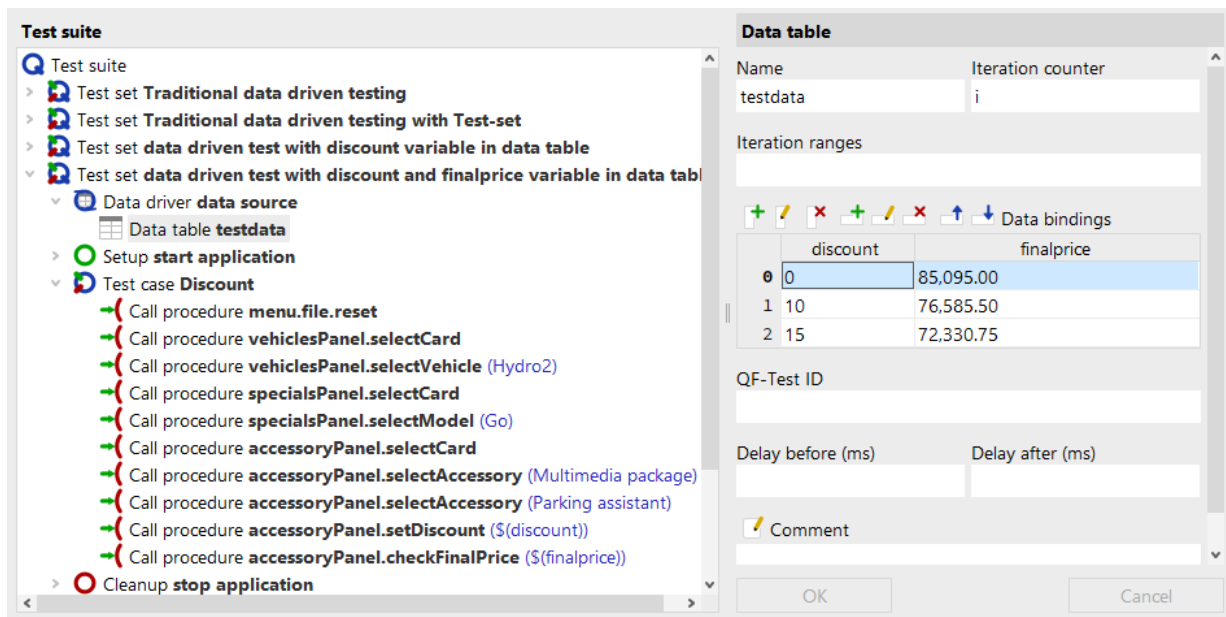 Test suite
Test suite
Test set Traditional data driven testing
Test set Traditional data driven testing with Test-set
Test set data driven test with discount variable in data table
Test set data driven test with discount and finalprice variable in data tabl
Data driver data source
Data table testdata
Setup start application
Test case Discount
Call procedure menu.file.reset
Call procedure vehiclesPanel.selectCard
Call procedure vehiclesPanel.selectVehicle (Hydro2)
Call procedure specialsPanel.selectCard
Call procedure specialsPanel.selectModel (Go)
Call procedure accessoryPanel.selectCard
Call procedure accessoryPanel.selectAccessory (Multimedia package)
Call procedure accessoryPanel.selectAccessory (Parking assistant)
Call procedure accessoryPanel.setDiscount ($(discount))
Call procedure accessoryPanel.checkFinalPrice ($(finalprice))
Cleanup stop application
Data table
Name Iteration counter
testdata i
Iteration ranges
Data bindings
discount finalprice
0 0 85,095.00
1 10 76,585.50
2 15 72,330.75
QF-Test ID
Delay before (ms) Delay after (ms)
Comment
OK Cancel